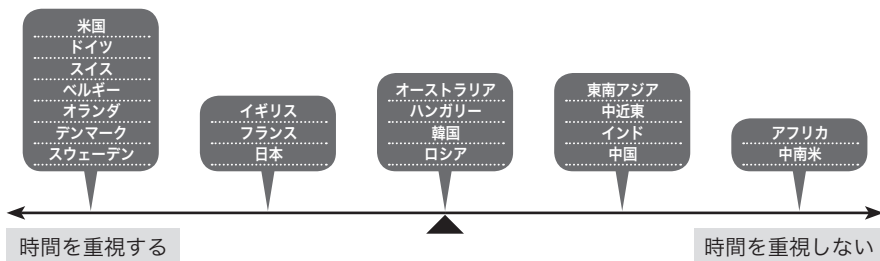 米国
ドイツ
スイス
ベルギー
オランダ
デンマーク
スウェーデン
イギリス
フランス
日本
オーストラリア
ハンガリー
韓国
ロシア
東南アジア
中近東
インド
中国
アフリカ
中南米
時間を重視する
時間を重視しない